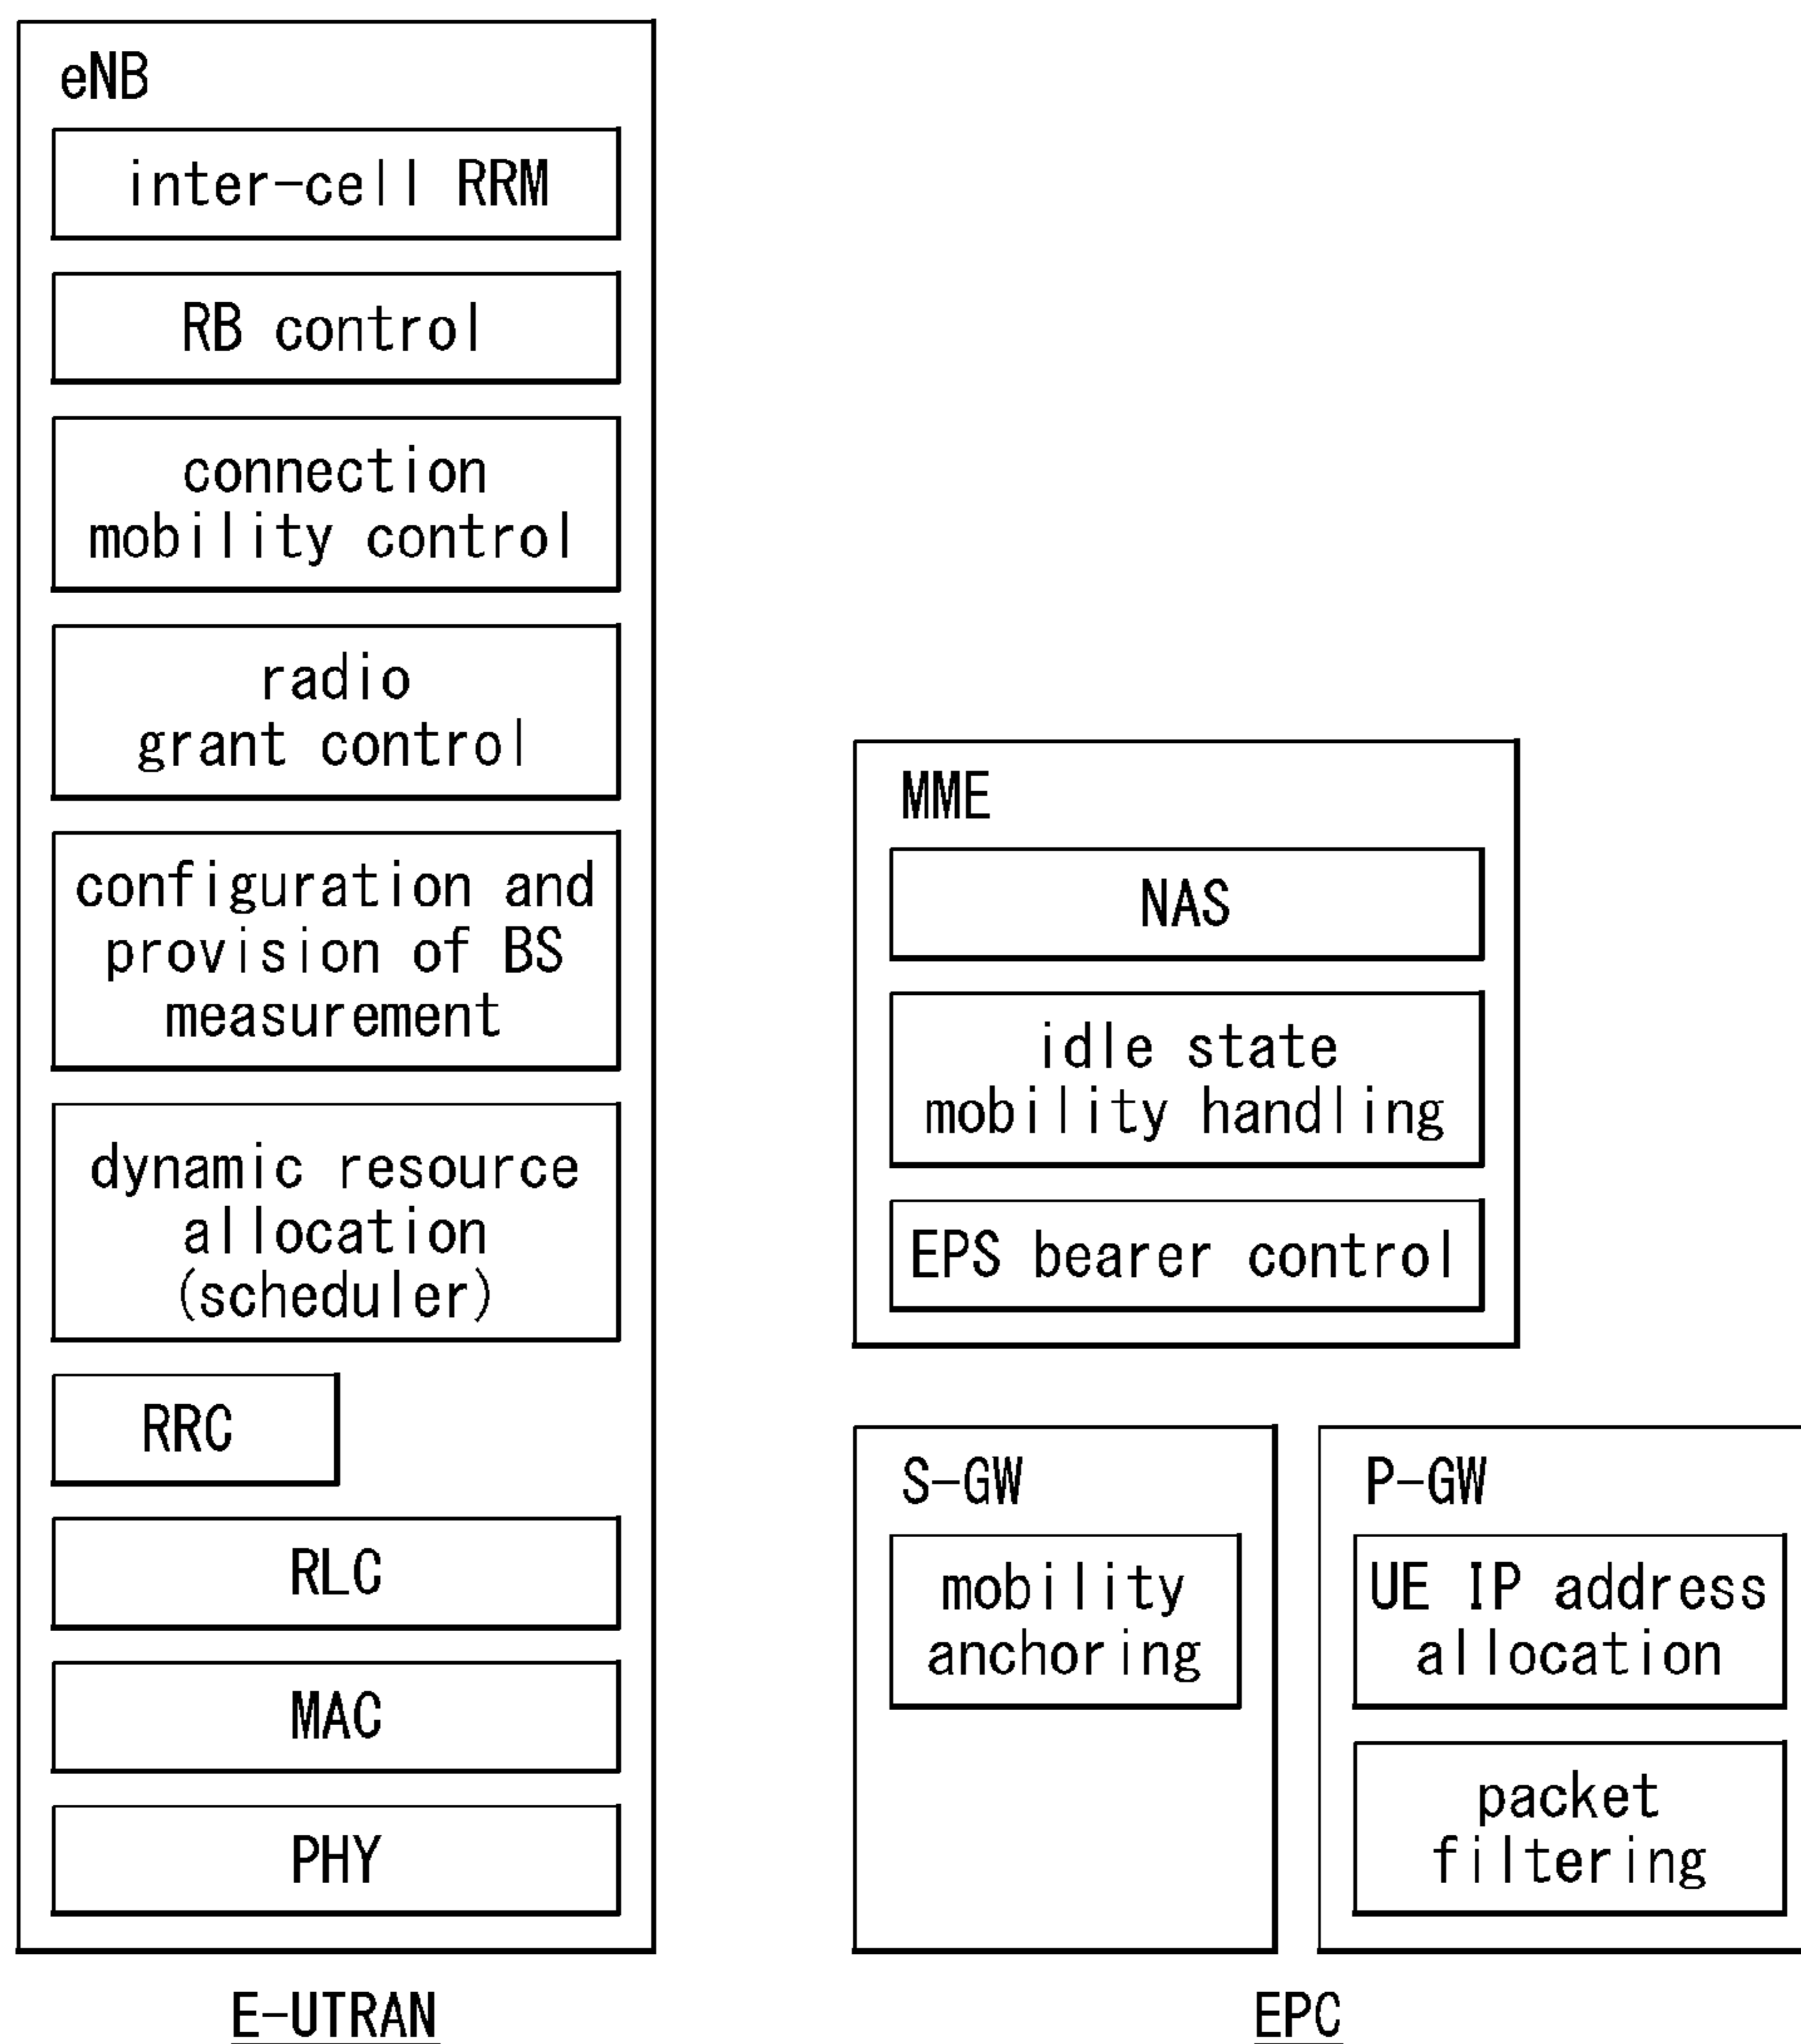 eNB
inter-cell RRM
RB control
connection
mobility control
radio
grant control
configuration and
provision of BS
measurement
dynamic resource
allocation
(scheduler)
RRC
RLC
MAC
PHY
E-UTRAN
MME
NAS
idle state
mobility handling
EPS bearer control
S-GW
mobility
anchoring
P-GW
UE IP address
allocation
packet
filtering
EPC